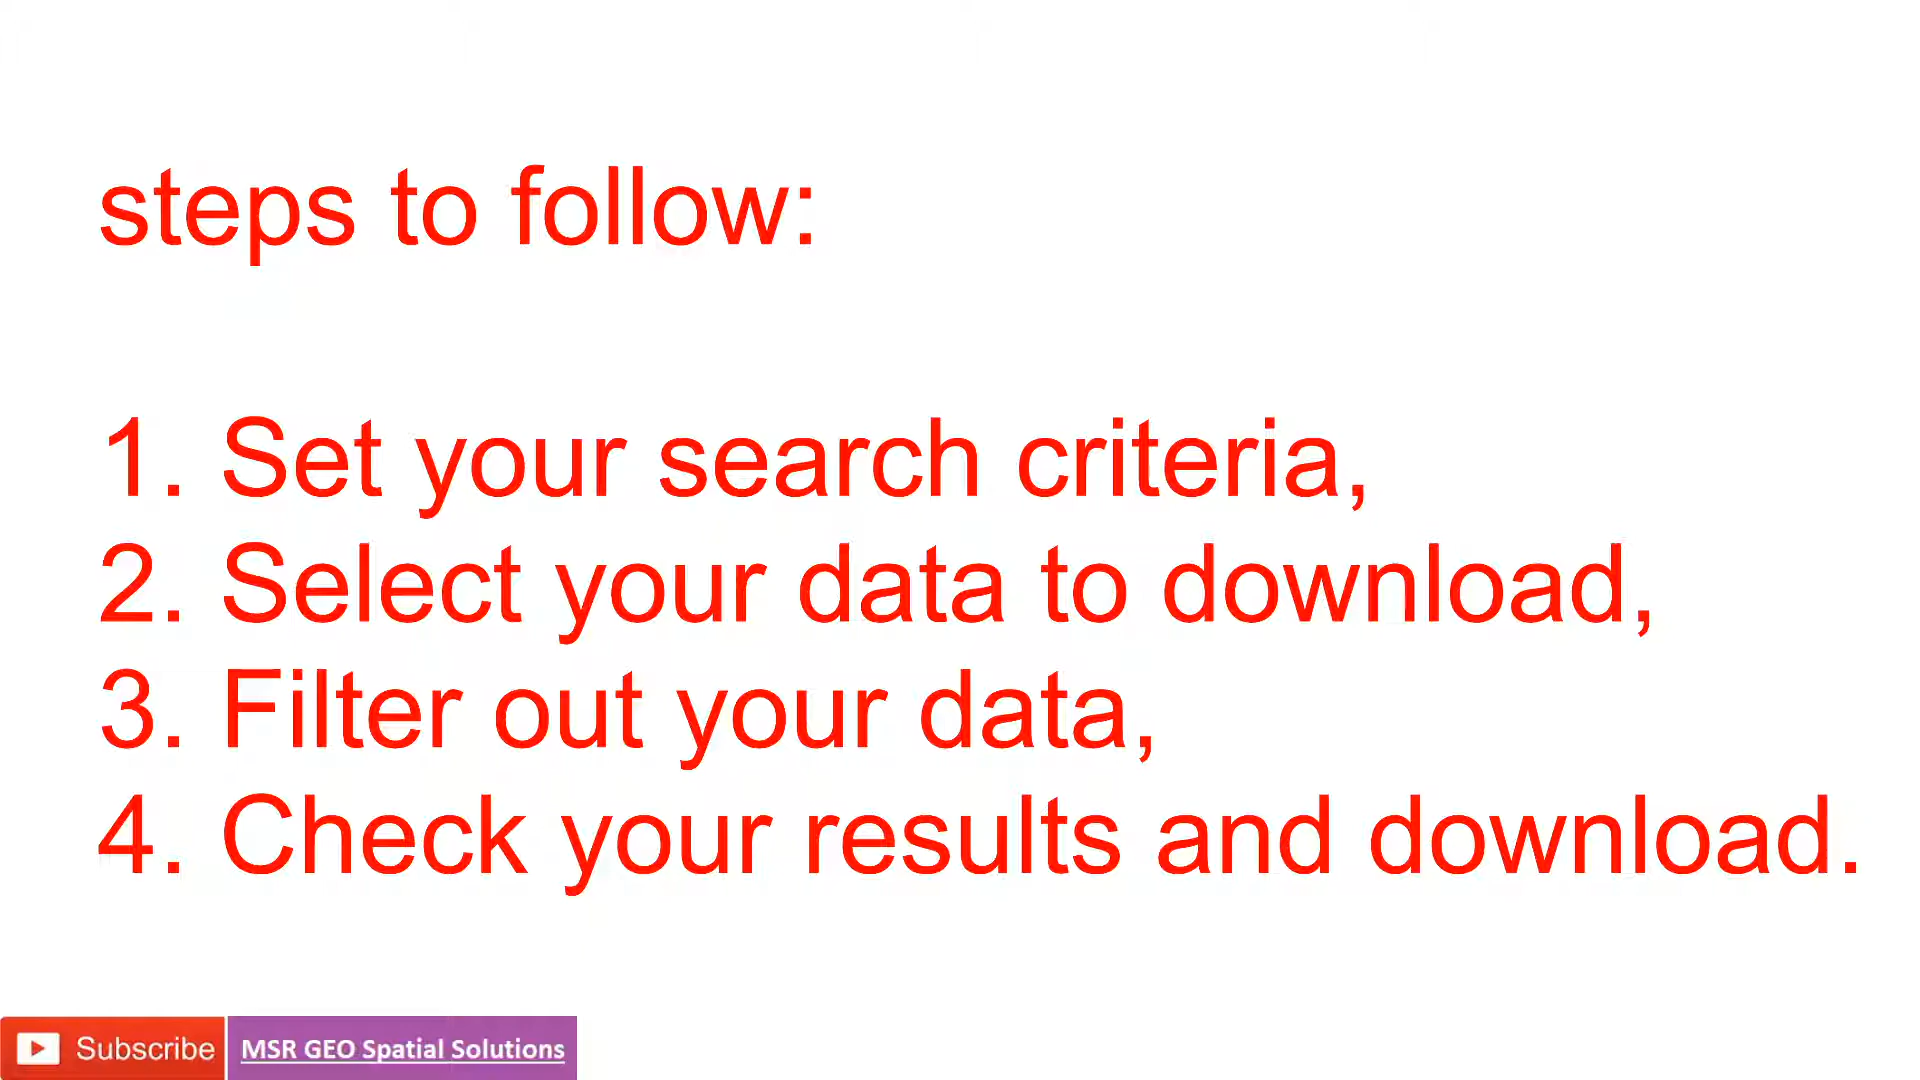 steps to follow:
1. Set your search criteria,
2. Select your data to download,
3. Filter out your data,
4. Check your results and download.
Subscribe
MSR GEO Spatial Solutions